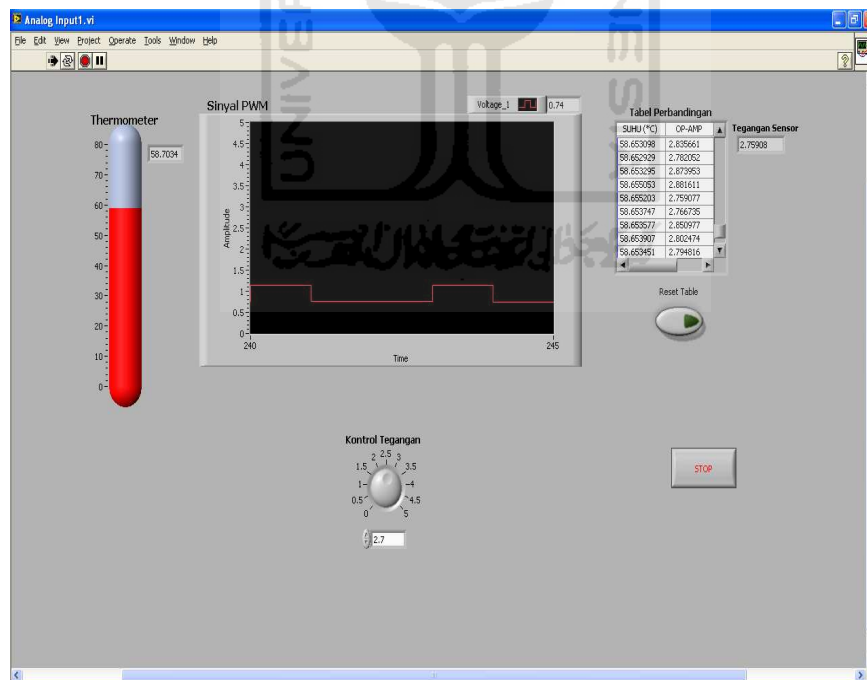 Analog Input1.vi
File Edit View Project Operate Tools Window Help
Thermometer
58.7034
80
70
60
50
40
30
20
10
0
Sinyal PWM
Voltage_1
0.74
Amplitude
5
4.5
4
3.5
3
2.5
2
1.5
1
0.5
0
240
245
Time
Tabel Perbandingan
SUHU (°C) OP-AMP
58.653098 2.835661
58.652929 2.782052
58.653295 2.873953
58.655053 2.881611
58.655203 2.759077
58.653747 2.766735
58.653577 2.850977
58.653907 2.802474
58.653451 2.794816
Tegangan Sensor
2.75908
Reset Table
Kontrol Tegangan
0 0.5 1 1.5 2 2.5 3 3.5 4 4.5 5
2.7
STOP
UNIVER